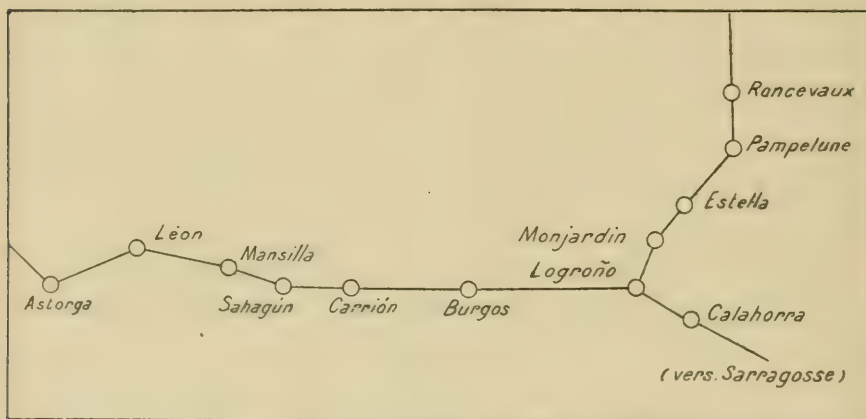 Roncevaux
Pampelune
Estella
Monjardin
Logroño
Léon
Mansilla
Astorga
Sahagún
Carrión
Burgos
Calahorra
(vers. Sarragosse)